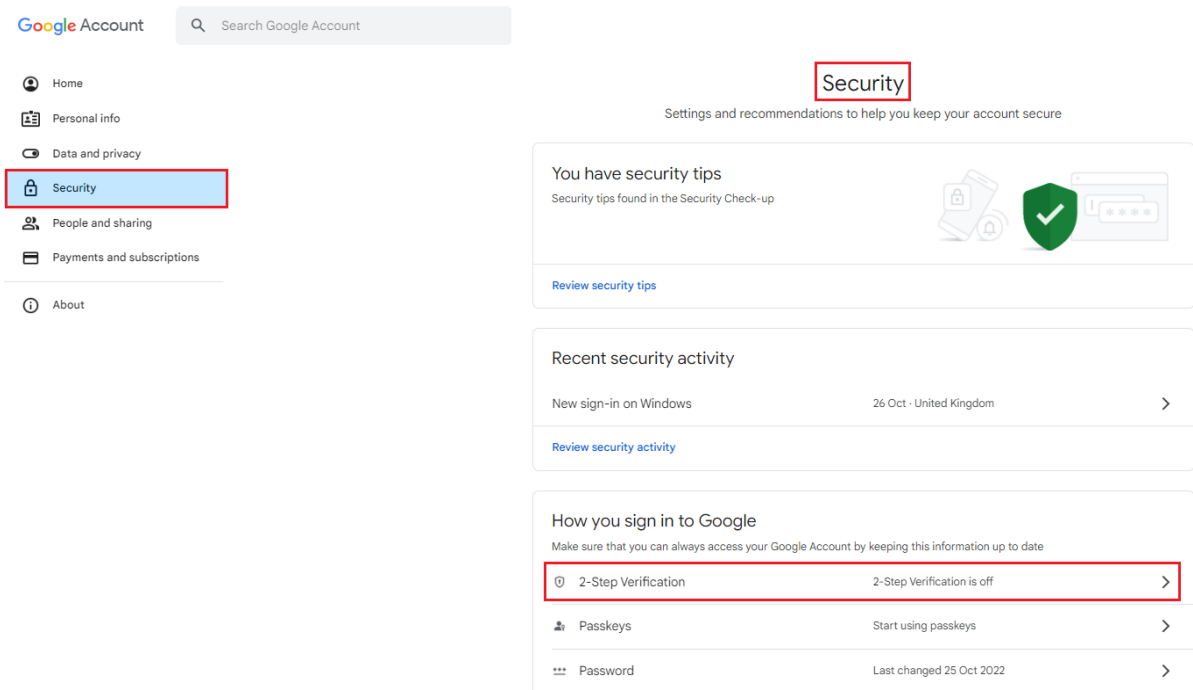 Google Account
Search Google Account
Home
Personal info
Data and privacy
Security
People and sharing
Payments and subscriptions
About
Security
Settings and recommendations to help you keep your account secure
You have security tips
Security tips found in the Security Check-up
Review security tips
Recent security activity
New sign-in on Windows 26 Oct · United Kingdom
Review security activity
How you sign in to Google
Make sure that you can always access your Google Account by keeping this information up to date
2-Step Verification 2-Step Verification is off
Passkeys Start using passkeys
Password Last changed 25 Oct 2022